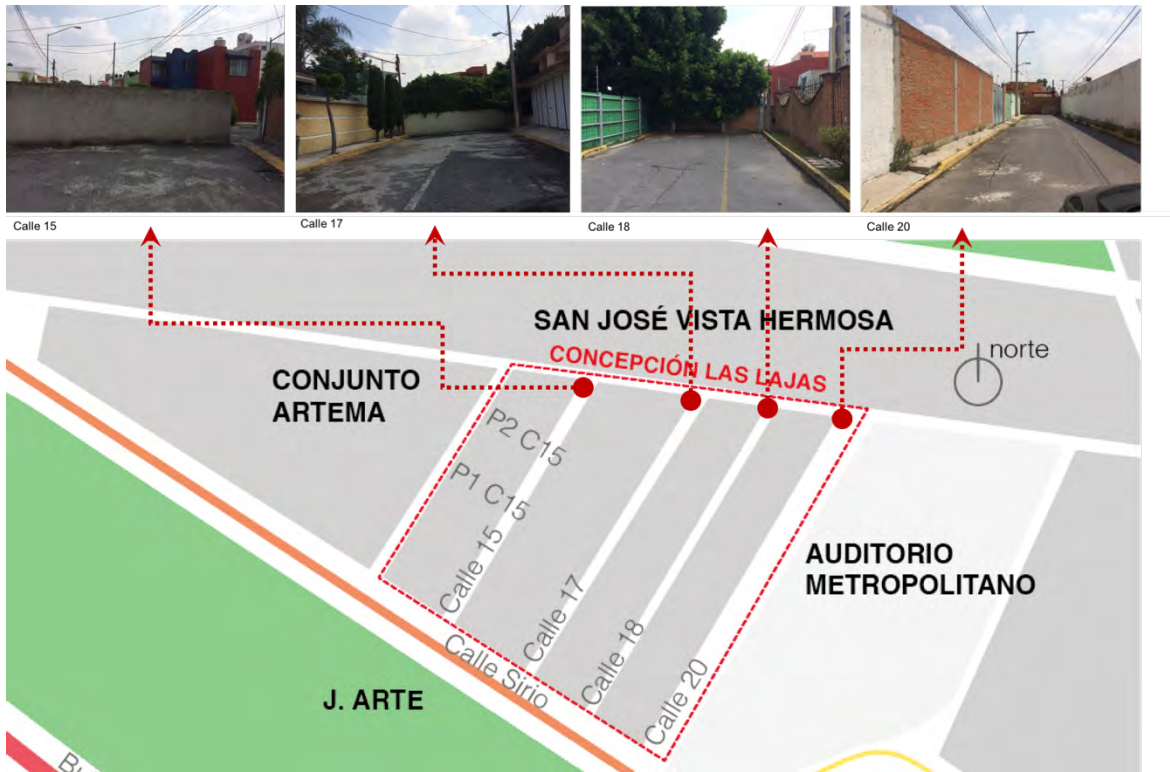 Calle 15
Calle 17
Calle 18
Calle 20
SAN JOSÉ VISTA HERMOSA
norte
CONCEPCIÓN LAS LAJAS
CONJUNTO
ARTEMA
P2 C15
P1 C15
Calle 15
Calle 17
Calle 18
Calle 20
Calle Sirio
AUDITORIO
METROPOLITANO
J. ARTE